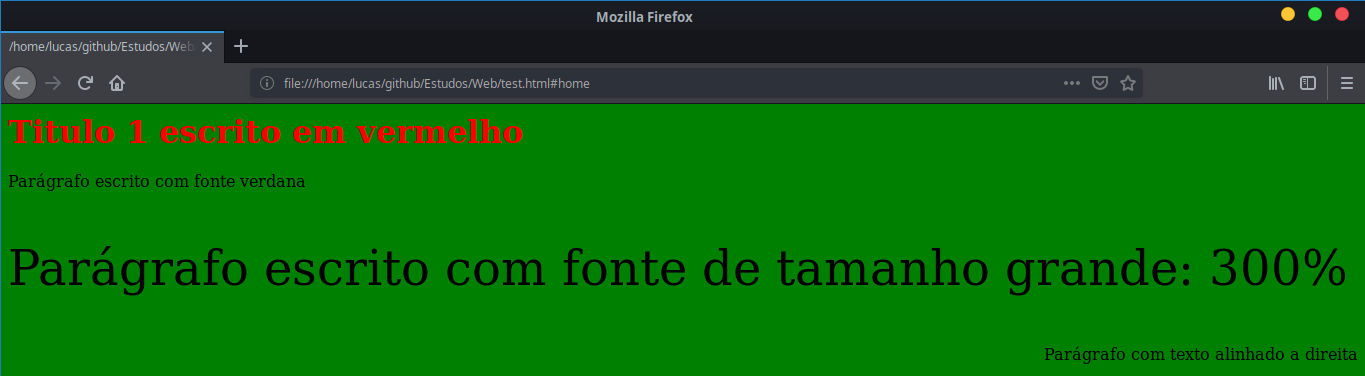 Mozilla Firefox
/home/lucas/github/Estudos/Web
file:///home/lucas/github/Estudos/Web/test.html#home
Titulo 1 escrito em vermelho
Parágrafo escrito com fonte verdana
Parágrafo escrito com fonte de tamanho grande: 300%
Parágrafo com texto alinhado a direita